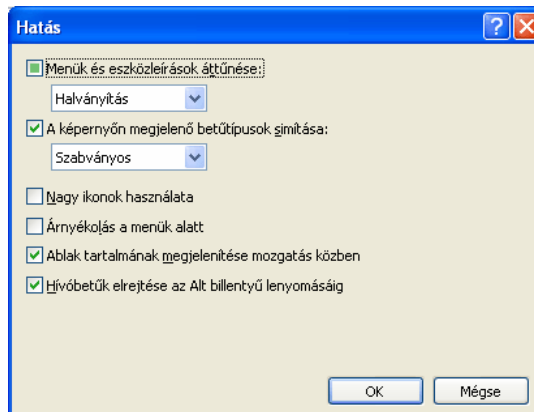 Hatás
Menük és eszközleírások áttűnése:
Halványítás
A képernyőn megjelenő betűtípusok simítása:
Szabványos
Nagy ikonok használata
Árnyékolás a menük alatt
Ablak tartalmának megjelenítése mozgatás közben
Hívóbetűk elrejtése az Alt billentyű lenyomásáig
OK Mégse